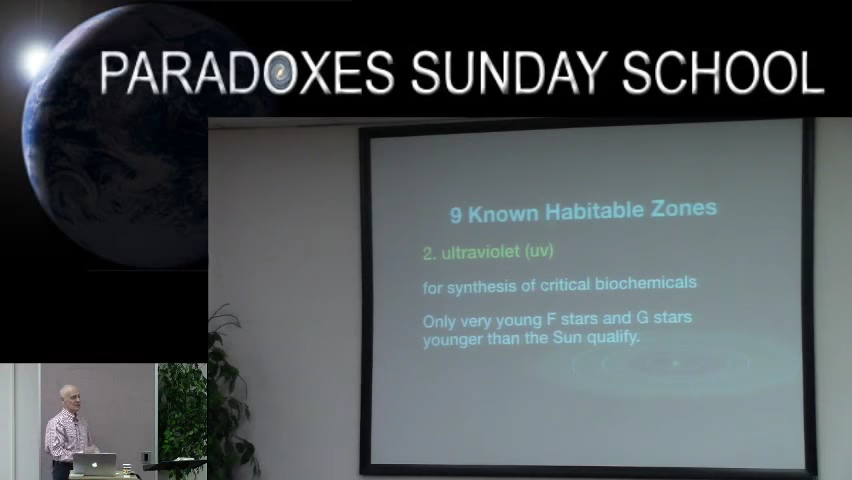 PARADOXES SUNDAY SCHOOL
9 Known Habitable Zones
2. ultraviolet (uv)
for synthesis of critical biochemicals
Only very young F stars and G stars
younger than the Sun qualify.